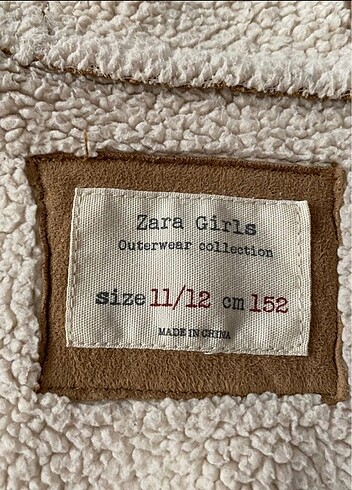 Zara Girls
Outerwear collection
size 11/12 cm 152
MADE IN CHINA